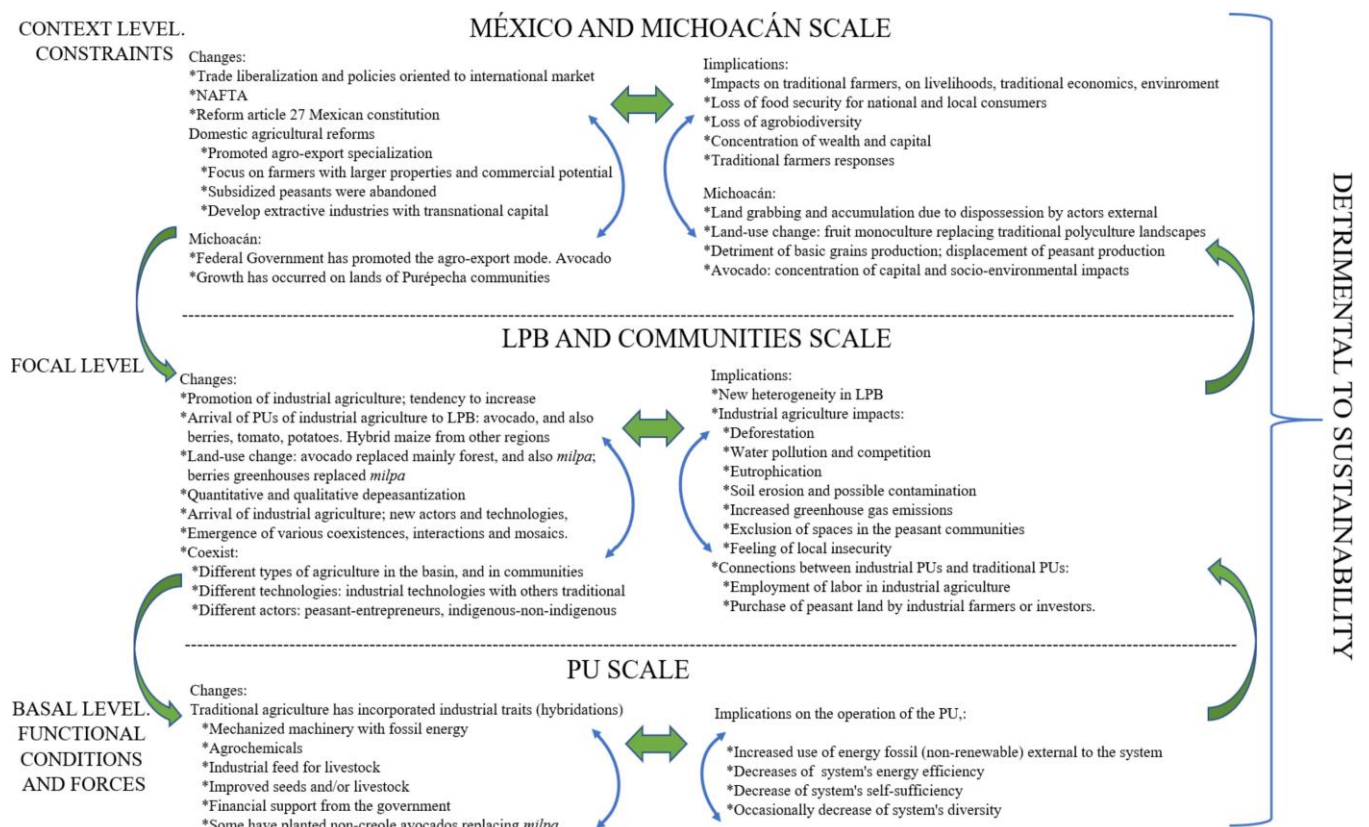 CONTEXT LEVEL.
CONSTRAINTS
MÉXICO AND MICHOACÁN SCALE
Changes:
*Trade liberalization and policies oriented to international market
*NAFTA
*Reform article 27 Mexican constitution
Domestic agricultural reforms
*Promoted agro-export specialization
*Focus on farmers with larger properties and commercial potential
*Subsidized peasants were abandoned
*Develop extractive industries with transnational capital
Michoacán:
*Federal Government has promoted the agro-export mode. Avocado
*Growth has occurred on lands of Purépecha communities
Iimplications:
*Impacts on traditional farmers, on livelihoods, traditional economics, envinroment
*Loss of food security for national and local consumers
*Loss of agrobiodiversity
*Concentration of wealth and capital
*Traditional farmers responses
Michoacán:
*Land grabbing and accumulation due to dispossession by actors external
*Land-use change: fruit monoculture replacing traditional polyculture landscapes
*Detriment of basic grains production; displacement of peasant production
*Avocado: concentration of capital and socio-environmental impacts
FOCAL LEVEL
LPB AND COMMUNITIES SCALE
Changes:
*Promotion of industrial agriculture; tendency to increase
*Arrival of PUs of industrial agriculture to LPB: avocado, and also
berries, tomato, potatoes. Hybrid maize from other regions
*Land-use change: avocado replaced mainly forest, and also milpa;
berries greenhouses replaced milpa
*Quantitative and qualitative depeasantization
*Arrival of industrial agriculture; new actors and technologies,
*Emergence of various coexistences, interactions and mosaics.
*Coexist:
*Different types of agriculture in the basin, and in communities
*Different technologies: industrial technologies with others traditional
*Different actors: peasant-entrepreneurs, indigenous-non-indigenous
Implications:
*New heterogeneity in LPB
*Industrial agriculture impacts:
*Deforestation
*Water pollution and competition
*Eutrophication
*Soil erosion and possible contamination
*Increased greenhouse gas emissions
*Exclusion of spaces in the peasant communities
*Feeling of local insecurity
*Connections between industrial PUs and traditional PUs:
*Employment of labor in industrial agriculture
*Purchase of peasant land by industrial farmers or investors.
BASAL LEVEL.
FUNCTIONAL
CONDITIONS
AND FORCES
PU SCALE
Changes:
Traditional agriculture has incorporated industrial traits (hybridations)
*Mechanized machinery with fossil energy
*Agrochemicals
*Industrial feed for livestock
*Improved seeds and/or livestock
*Financial support from the government
*Some have planted non-creole avocados replacing milpa
Implications on the operation of the PU,:
*Increased use of energy fossil (non-renewable) external to the system
*Decreases of system's energy efficiency
*Decrease of system's self-sufficiency
*Occasionally decrease of system's diversity
DETRIMENTAL TO SUSTAINABILITY